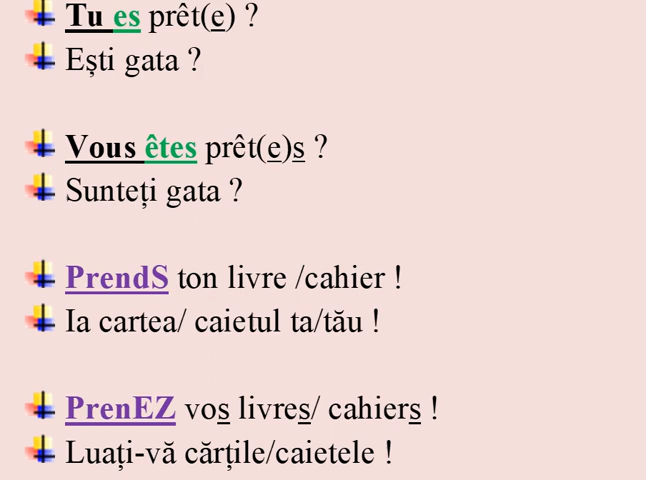 Tu es prêt(e) ?
Ești gata ?
Vous êtes prêt(e)s ?
Sunteți gata ?
PrendS ton livre /cahier !
Ia cartea/ caietul ta/tău !
PrenEZ vos livres/ cahiers !
Luați-vă cărțile/caietele !